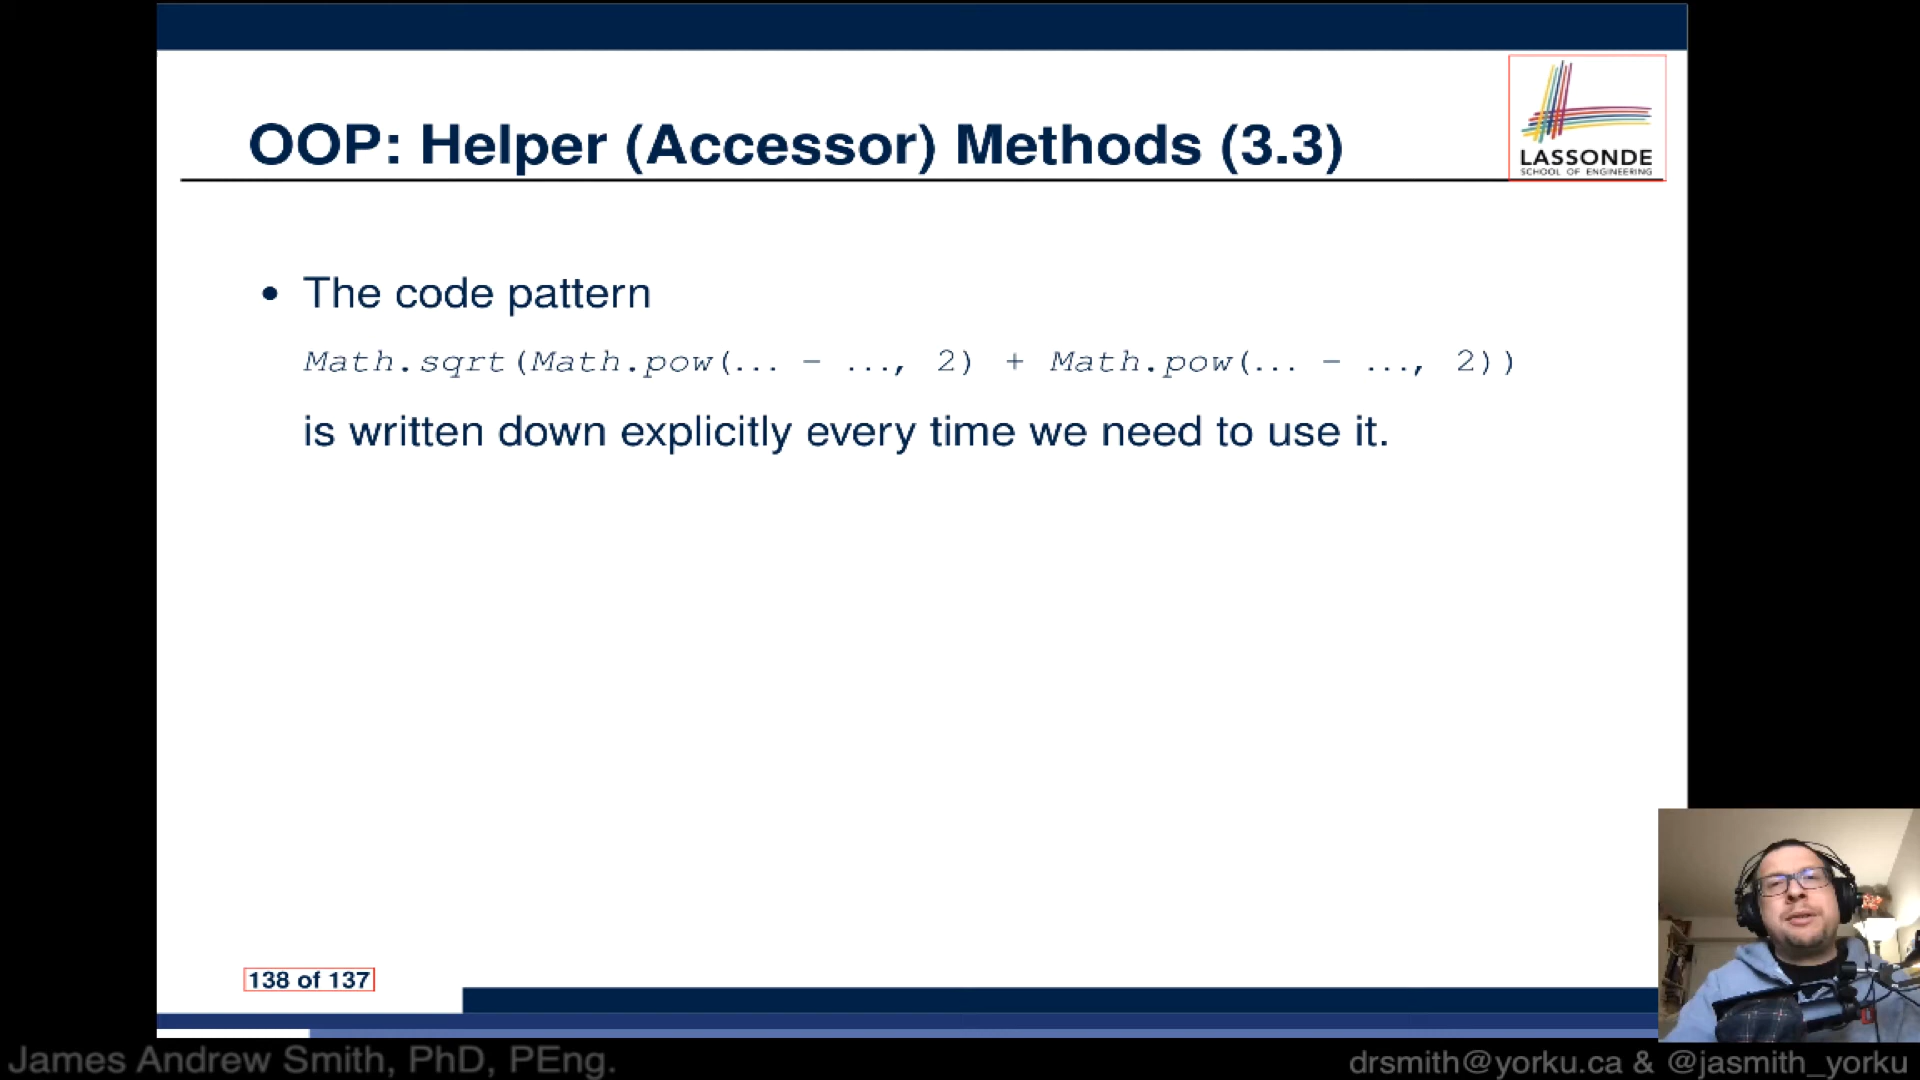 OOP: Helper (Accessor) Methods (3.3)
LASSONDE
SCHOOL OF ENGINEERING
• The code pattern
Math.sqrt(Math.pow(... - ..., 2) + Math.pow(... - ..., 2))
is written down explicitly every time we need to use it.
138 of 137
James Andrew Smith, PhD, PEng.
drsmith@yorku.ca & @jasmith_yorku